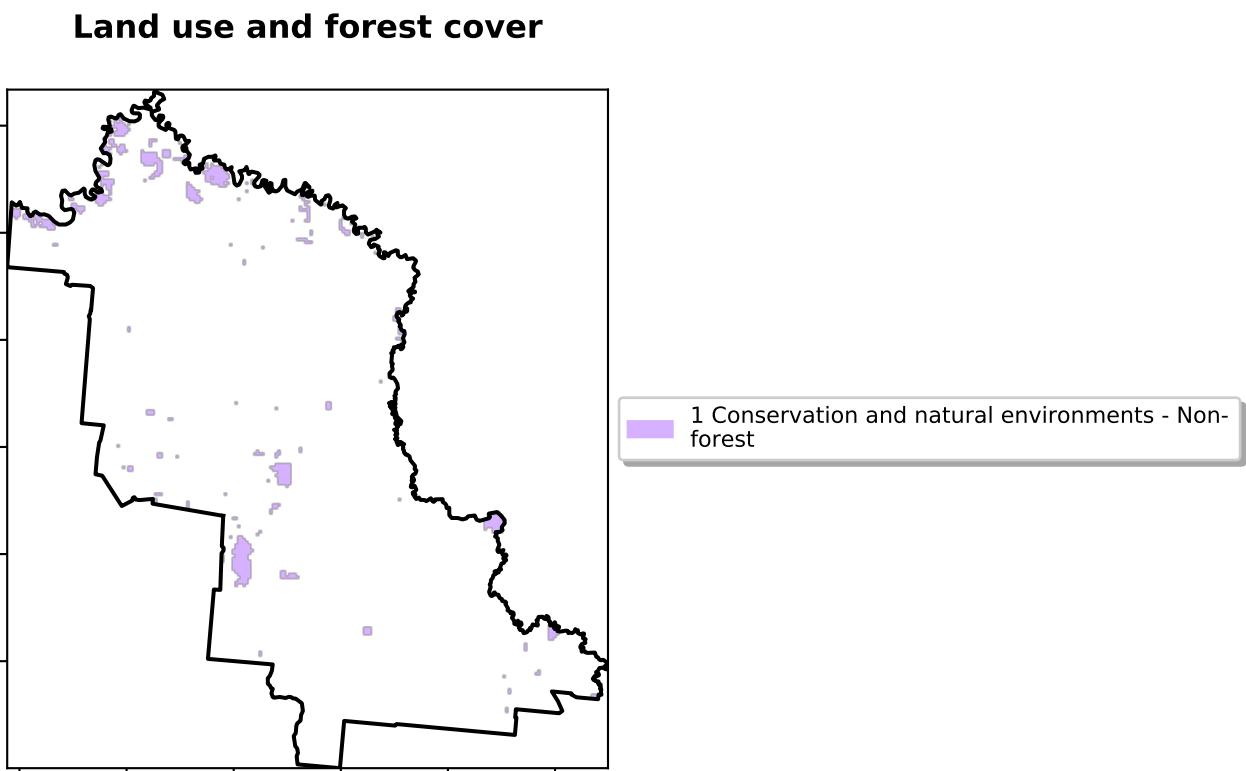 Land use and forest cover
1 Conservation and natural environments - Non-
forest